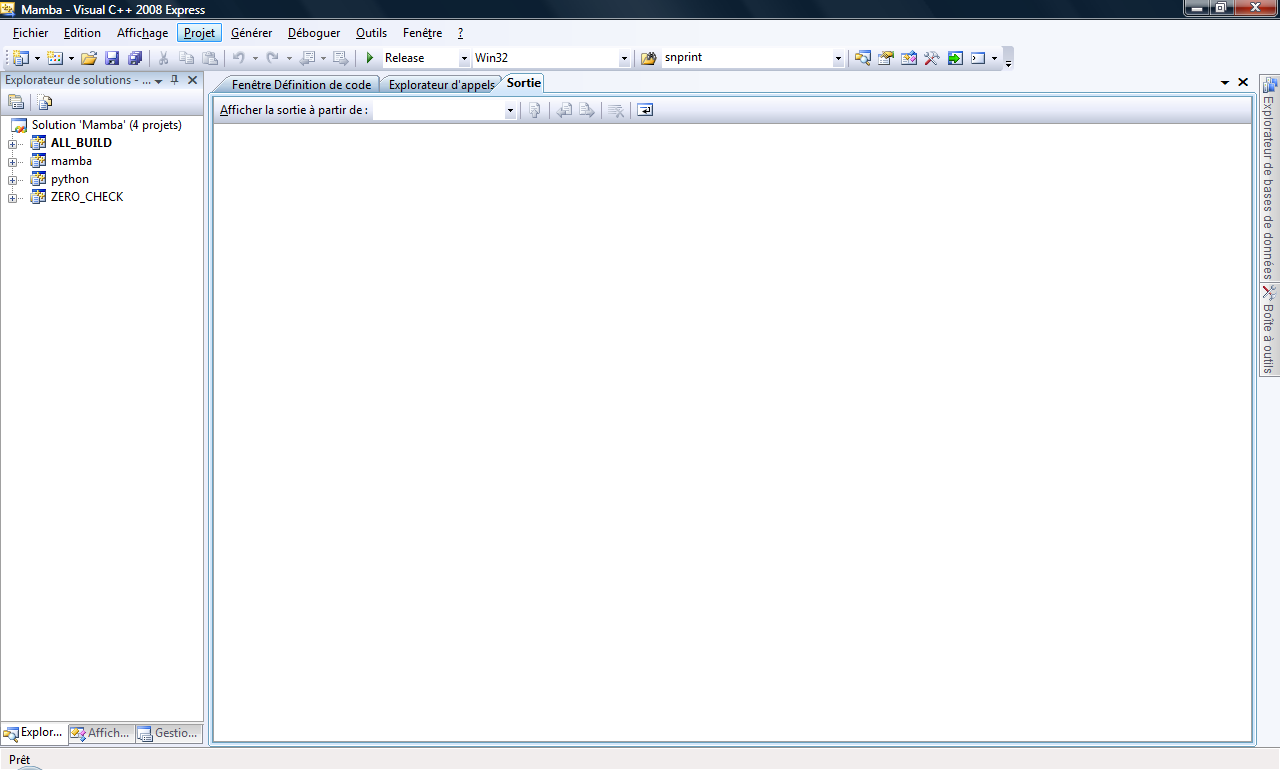 Mamba - Visual C++ 2008 Express
Fichier Edition Affichage Projet Générer Déboguer Outils Fenêtre ?
Release Win32 snprint
Explorateur de solutions - ...
Fenêtre Définition de code Explorateur d'appels Sortie
Afficher la sortie à partir de :
Solution 'Mamba' (4 projets)
ALL_BUILD
mamba
python
ZERO_CHECK
Explorateur de bases de données
Boîte à outils
Explor... Affich... Gestio...
Prêt